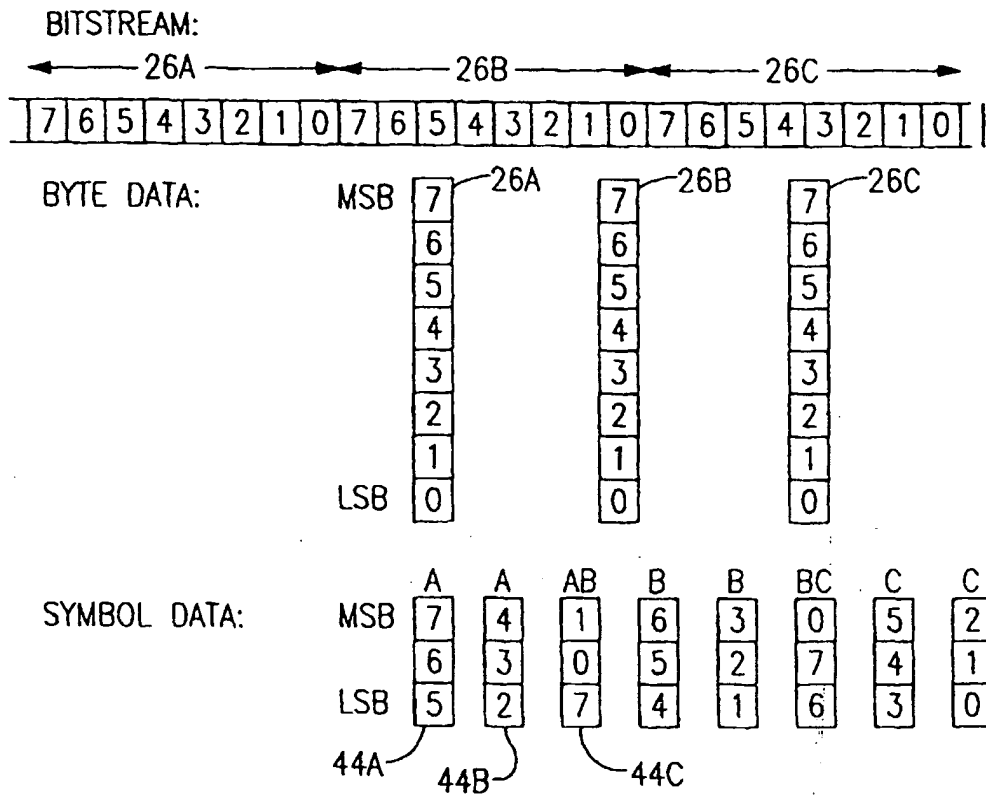 BITSTREAM:
26A 26B 26C
7 6 5 4 3 2 1 0 7 6 5 4 3 2 1 0 7 6 5 4 3 2 1 0
BYTE DATA: MSB 7 26A 7 26B 7 26C
6 6 6
5 5 5
4 4 4
3 3 3
2 2 2
1 1 1
LSB 0 0 0
A A AB B B BC C C
SYMBOL DATA: MSB 7 4 1 6 3 0 5 2
6 3 0 5 2 7 4 1
LSB 5 2 7 4 1 6 3 0
44A 44B 44C